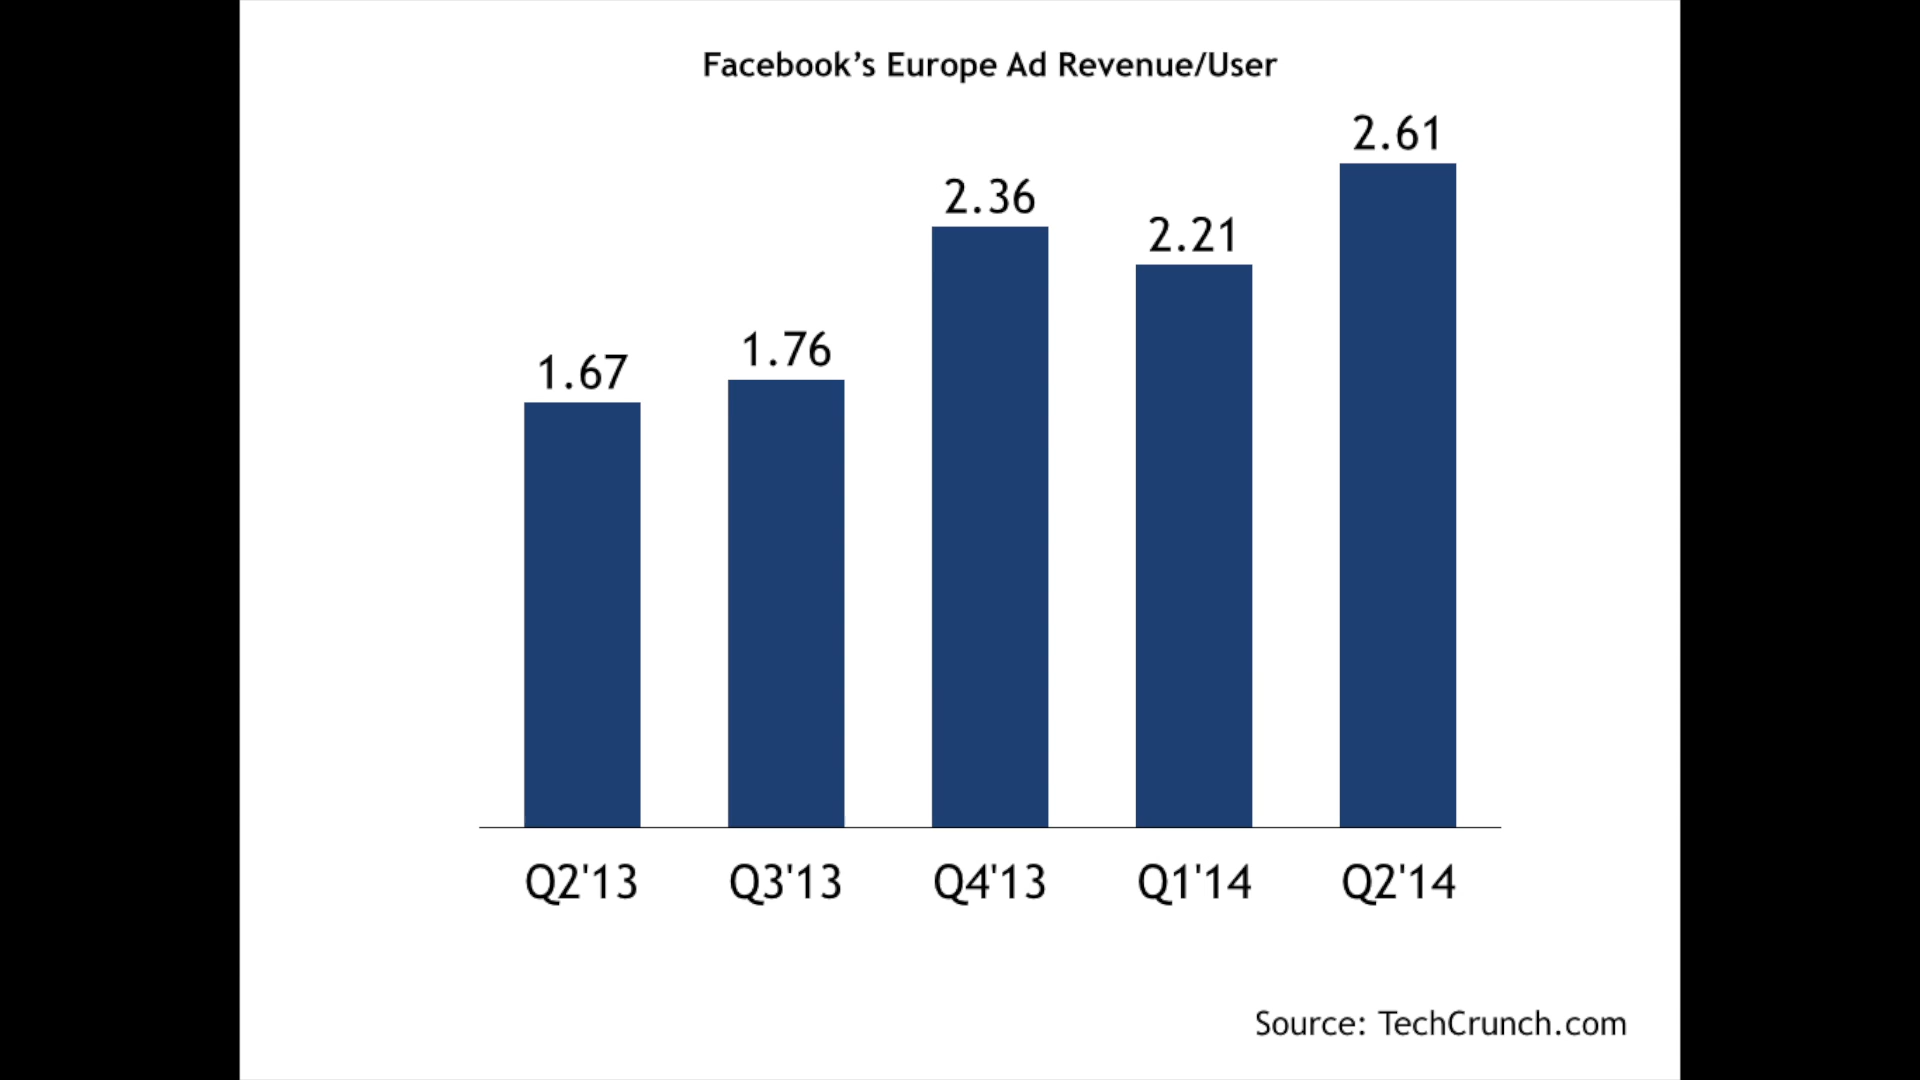 Facebook’s Europe Ad Revenue/User
2.61
2.36
2.21
1.76
1.67
Q2'13 Q3'13 Q4'13 Q1'14 Q2'14
Source: TechCrunch.com